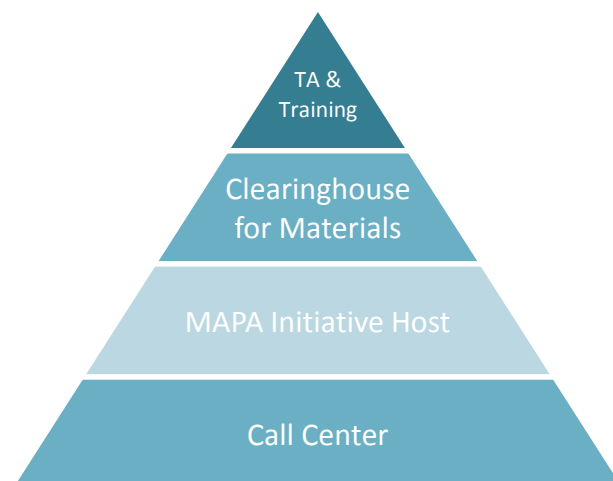 TA &
Training
Clearinghouse
for Materials
MAPA Initiative Host
Call Center